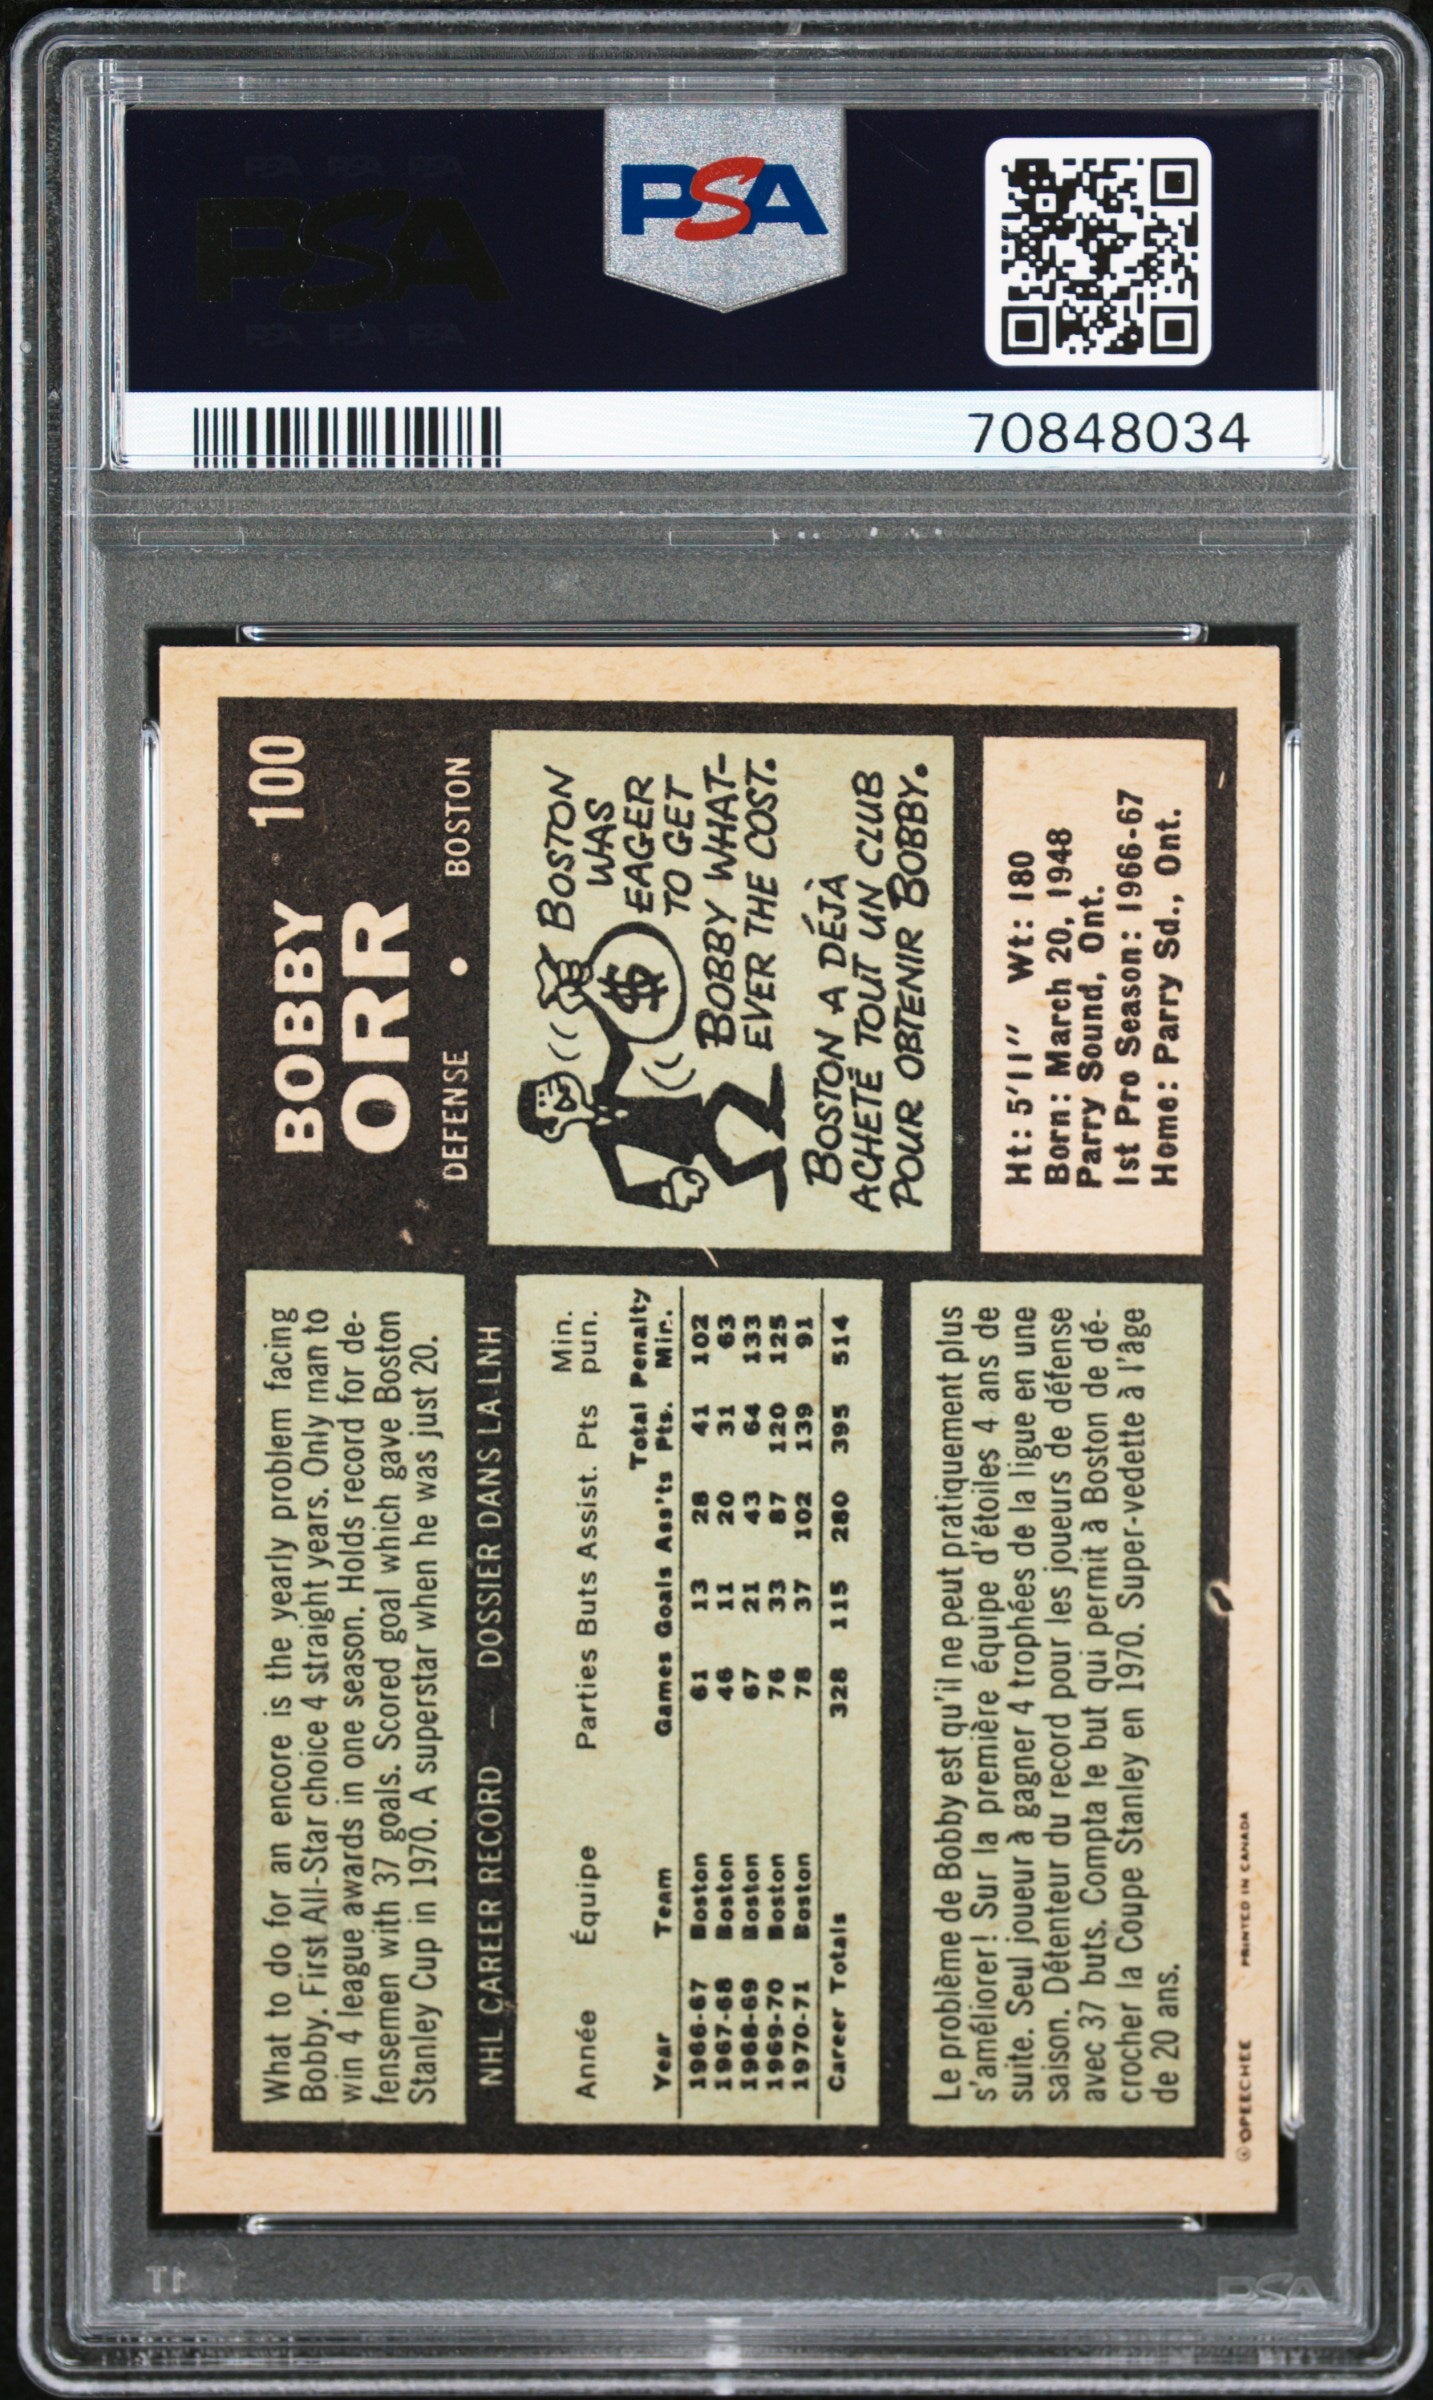 PSA PSA PSA
PSA
PSA PSA PSA
PSA
70848034
BOBBY 100
ORR
DEFENSE • BOSTON
What to do for an encore is the yearly problem facing
Bobby. First All-Star choice 4 straight years. Only man to
win 4 league awards in one season. Holds record for de-
fensemen with 37 goals. Scored goal which gave Boston
Stanley Cup in 1970. A superstar when he was just 20.
NHL CAREER RECORD — DOSSIER DANS LA LNH
Année Équipe Parties Buts Assist. Pts Min. pun.
Year Team Games Goals Ass'ts Total Pts. Penalty Min.
1966-67 Boston 61 13 28 41 102
1967-68 Boston 46 11 20 31 63
1968-69 Boston 67 21 43 64 133
1969-70 Boston 76 33 87 120 125
1970-71 Boston 78 37 102 139 91
Career Totals 328 115 280 395 514
BOSTON
WAS
EAGER
TO GET
BOBBY WHAT-
EVER THE COST.
$
BOSTON A DÉJÀ
ACHETÉ TOUT UN CLUB
POUR OBTENIR BOBBY.
Le problème de Bobby est qu'il ne peut pratiquement plus
s'améliorer! Sur la première équipe d'étoiles 4 ans de
suite. Seul joueur à gagner 4 trophées de la ligue en une
saison. Détenteur du record pour les joueurs de défense
avec 37 buts. Compta le but qui permit à Boston de dé-
crocher la Coupe Stanley en 1970. Super-vedette à l'âge
de 20 ans.
Ht: 5'11" Wt: 180
Born: March 20, 1948
Parry Sound, Ont.
1st Pro Season: 1966-67
Home: Parry Sd., Ont.
©OPEECHEE PRINTED IN CANADA
PSA